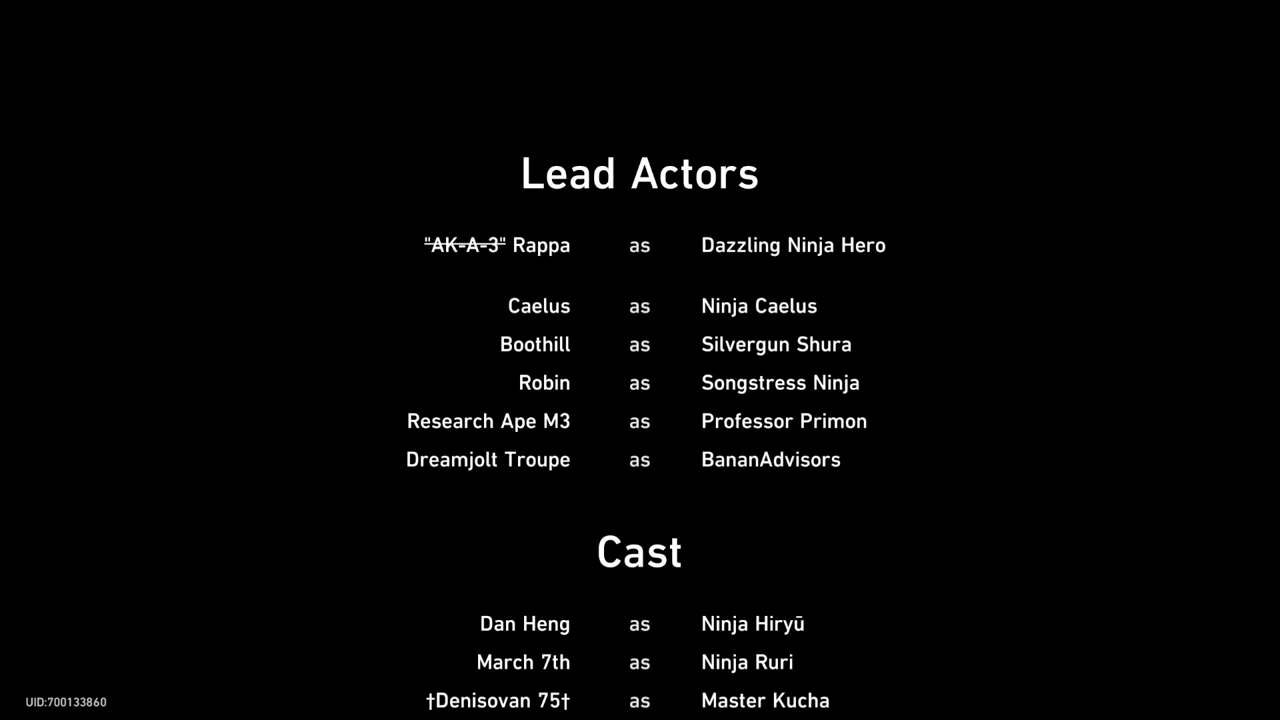 Lead Actors
"AK-A-3" Rappa as Dazzling Ninja Hero
Caelus as Ninja Caelus
Boothill as Silvergun Shura
Robin as Songstress Ninja
Research Ape M3 as Professor Primon
Dreamjolt Troupe as BananAdvisors
Cast
Dan Heng as Ninja Hiryū
March 7th as Ninja Ruri
†Denisovan 75† as Master Kucha
UID:700133860